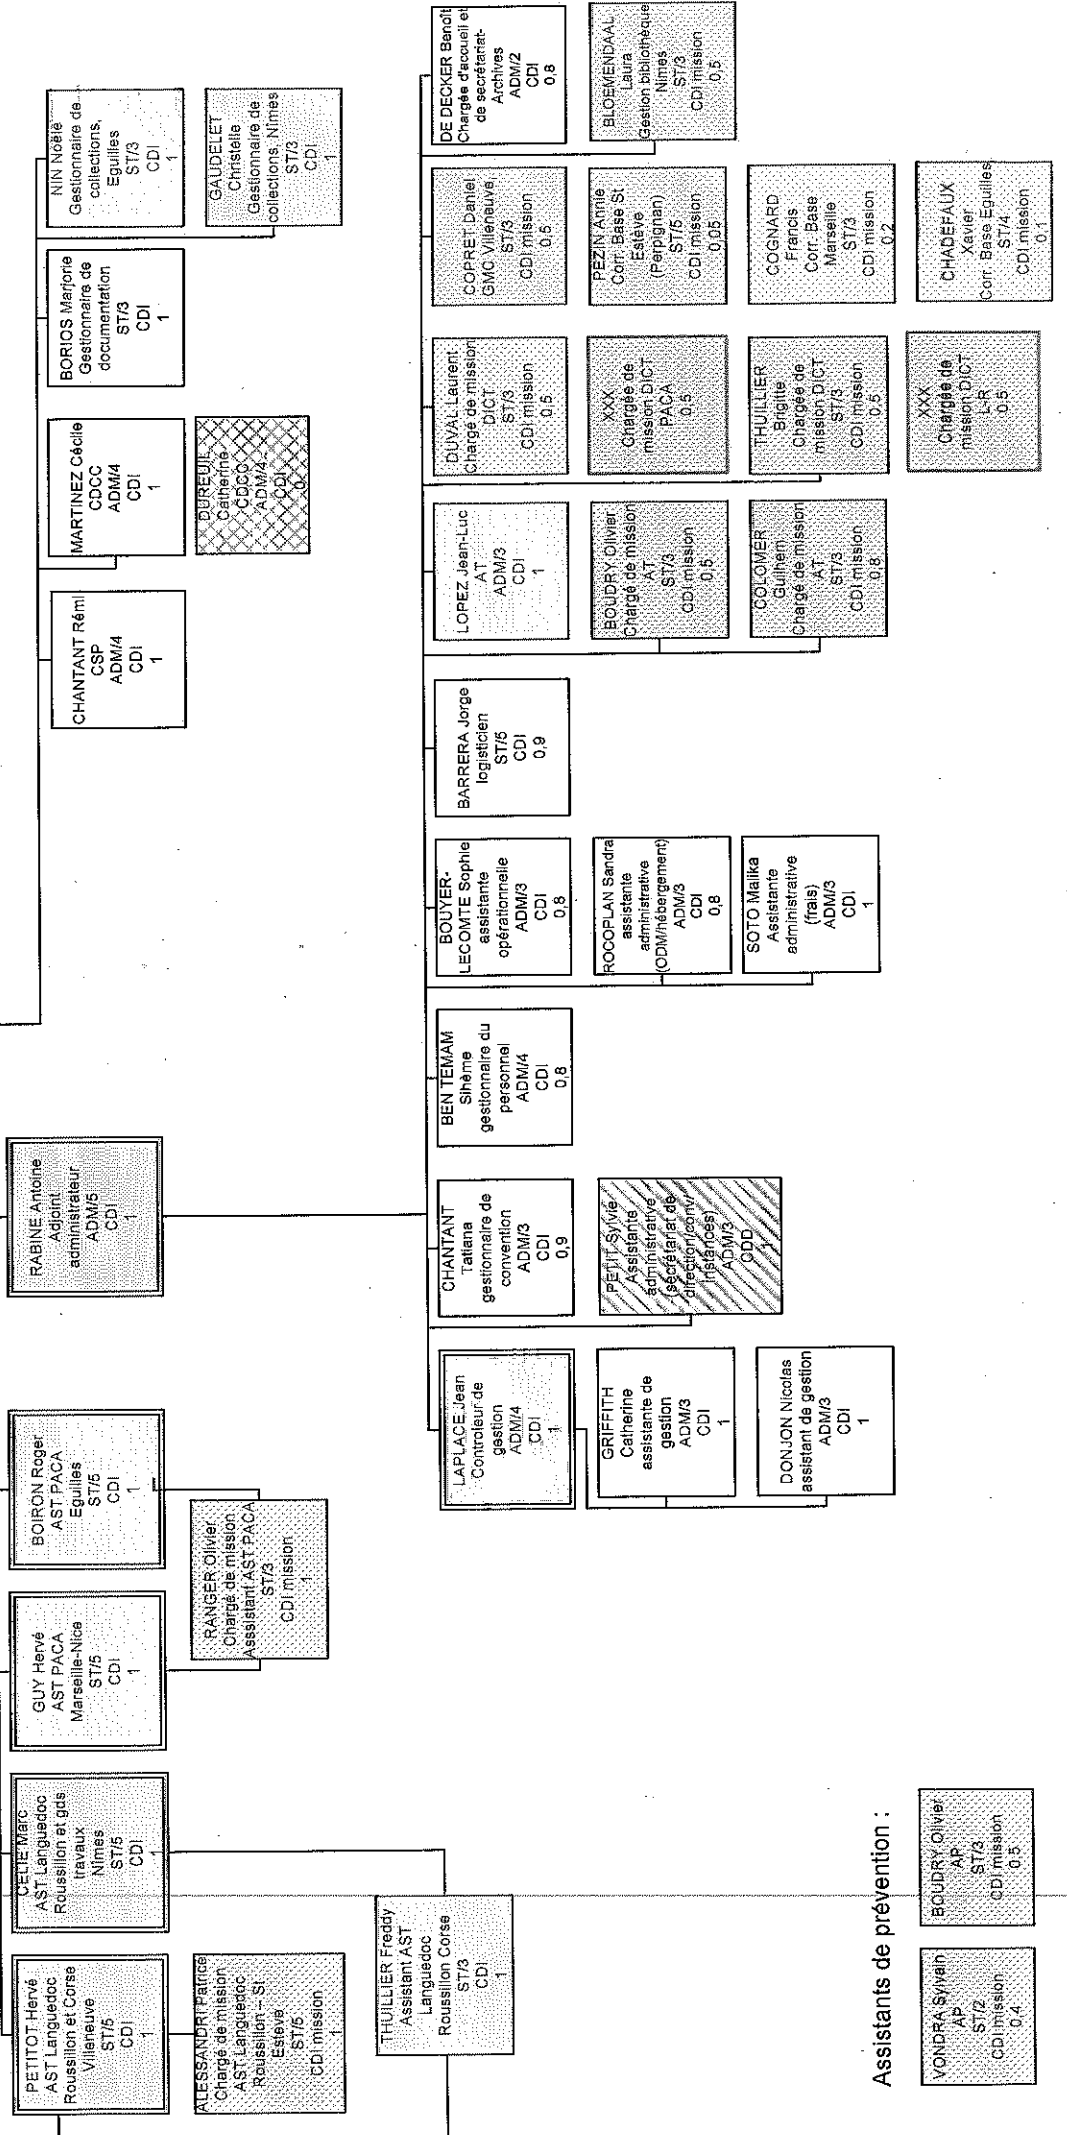 PETITOT Hervé
AST Languedoc
Roussillon et Corse
Villeneuve
ST/5
CDI
1
CELIE Marc
AST Languedoc
Roussillon et gds
travaux
Nîmes
ST/5
CDI
1
GUY Hervé
AST PACA
Marseille-Nice
ST/5
CDI
1
BOIRON Roger
AST PACA
Eguilles
ST/5
CDI
1
RABINE Antoine
Adjoint
administrateur
ADM/5
CDI
1
ALESSANDRI Patrice
Chargé de mission
AST Languedoc
Roussillon – St
Estève
ST/5
CDI mission
1
RANGER Olivier
Chargé de mission
Asssistant AST PACA
ST/3
CDI mission
1
THUILLIER Freddy
Assistant AST
Languedoc
Roussillon Corse
ST/3
CDI
1
CHANTANT Rémi
CSP
ADM/4
CDI
1
MARTINEZ Cécile
CDCC
ADM/4
CDI
1
BORIOS Marjorie
Gestionnaire de
documentation
ST/3
CDI
1
NIN Noëlle
Gestionnaire de
collections,
Eguilles
ST/3
CDI
1
DUREUIL
Catherine
CDCC
ADM/4
CDI
0
GAUDELET
Christelle
Gestionnaire de
collections, Nîmes
ST/3
CDI
1
LAPLACE Jean
Controleur de
gestion
ADM/4
CDI
1
CHANTANT
Tatiana
gestionnaire de
convention
ADM/3
CDI
0,9
BEN TEMAM
Sihème
gestionnaire du
personnel
ADM/4
CDI
0,8
BOUYER-
LECOMTE Sophie
assistante
opérationnelle
ADM/3
CDI
0,8
BARRERA Jorge
logisticien
ST/5
CDI
0,9
LOPEZ Jean-Luc
AT
ADM/3
CDI
1
DUVAL Laurent
Chargé de mission
DICT
ST/3
CDI mission
0,5
COPRET Daniel
GMC Villeneuve
ST/3
CDI mission
0,5
DE DECKER Benoît
Chargée d'accueil et
de secrétariat-
Archives
ADM/2
CDI
0,8
GRIFFITH
Catherine
assistante de
gestion
ADM/3
CDI
1
PETIT Sylvie
Assistante
administrative
(secrétariat de
direction/conv/
instances)
ADM/3
CDD
1
ROCOPLAN Sandra
assistante
administrative
(ODM/hébergement)
ADM/3
CDI
0,8
BOUDRY Olivier
Chargé de mission
AT
ST/3
CDI mission
0,5
XXX
Chargée de
mission DICT
PACA
0,5
PEZIN Annie
Corr. Base St
Estève
(Perpignan)
ST/5
CDI mission
0,05
BLOEMENDAAL
Laura
Gestion bibliothèque
Nîmes
ST/3
CDI mission
0,5
DONJON Nicolas
assistant de gestion
ADM/3
CDI
1
SOTO Malika
Assistante
administrative
(frais)
ADM/3
CDI
1
COLOMER
Guilhem
Chargé de mission
AT
ST/3
CDI mission
0,8
THUILLIER
Brigitte
Chargée de
mission DICT
ST/3
CDI mission
0,5
COGNARD
Francis
Corr. Base
Marseille
ST/3
CDI mission
0,2
XXX
Chargée de
mission DICT
L-R
0,5
CHADEFAUX
Xavier
Corr. Base Eguilles
ST/4
CDI mission
0,1
Assistants de prévention :
VONDRA Sylvain
AP
ST/2
CDI mission
0,4
BOUDRY Olivier
AP
ST/3
CDI mission
0,5